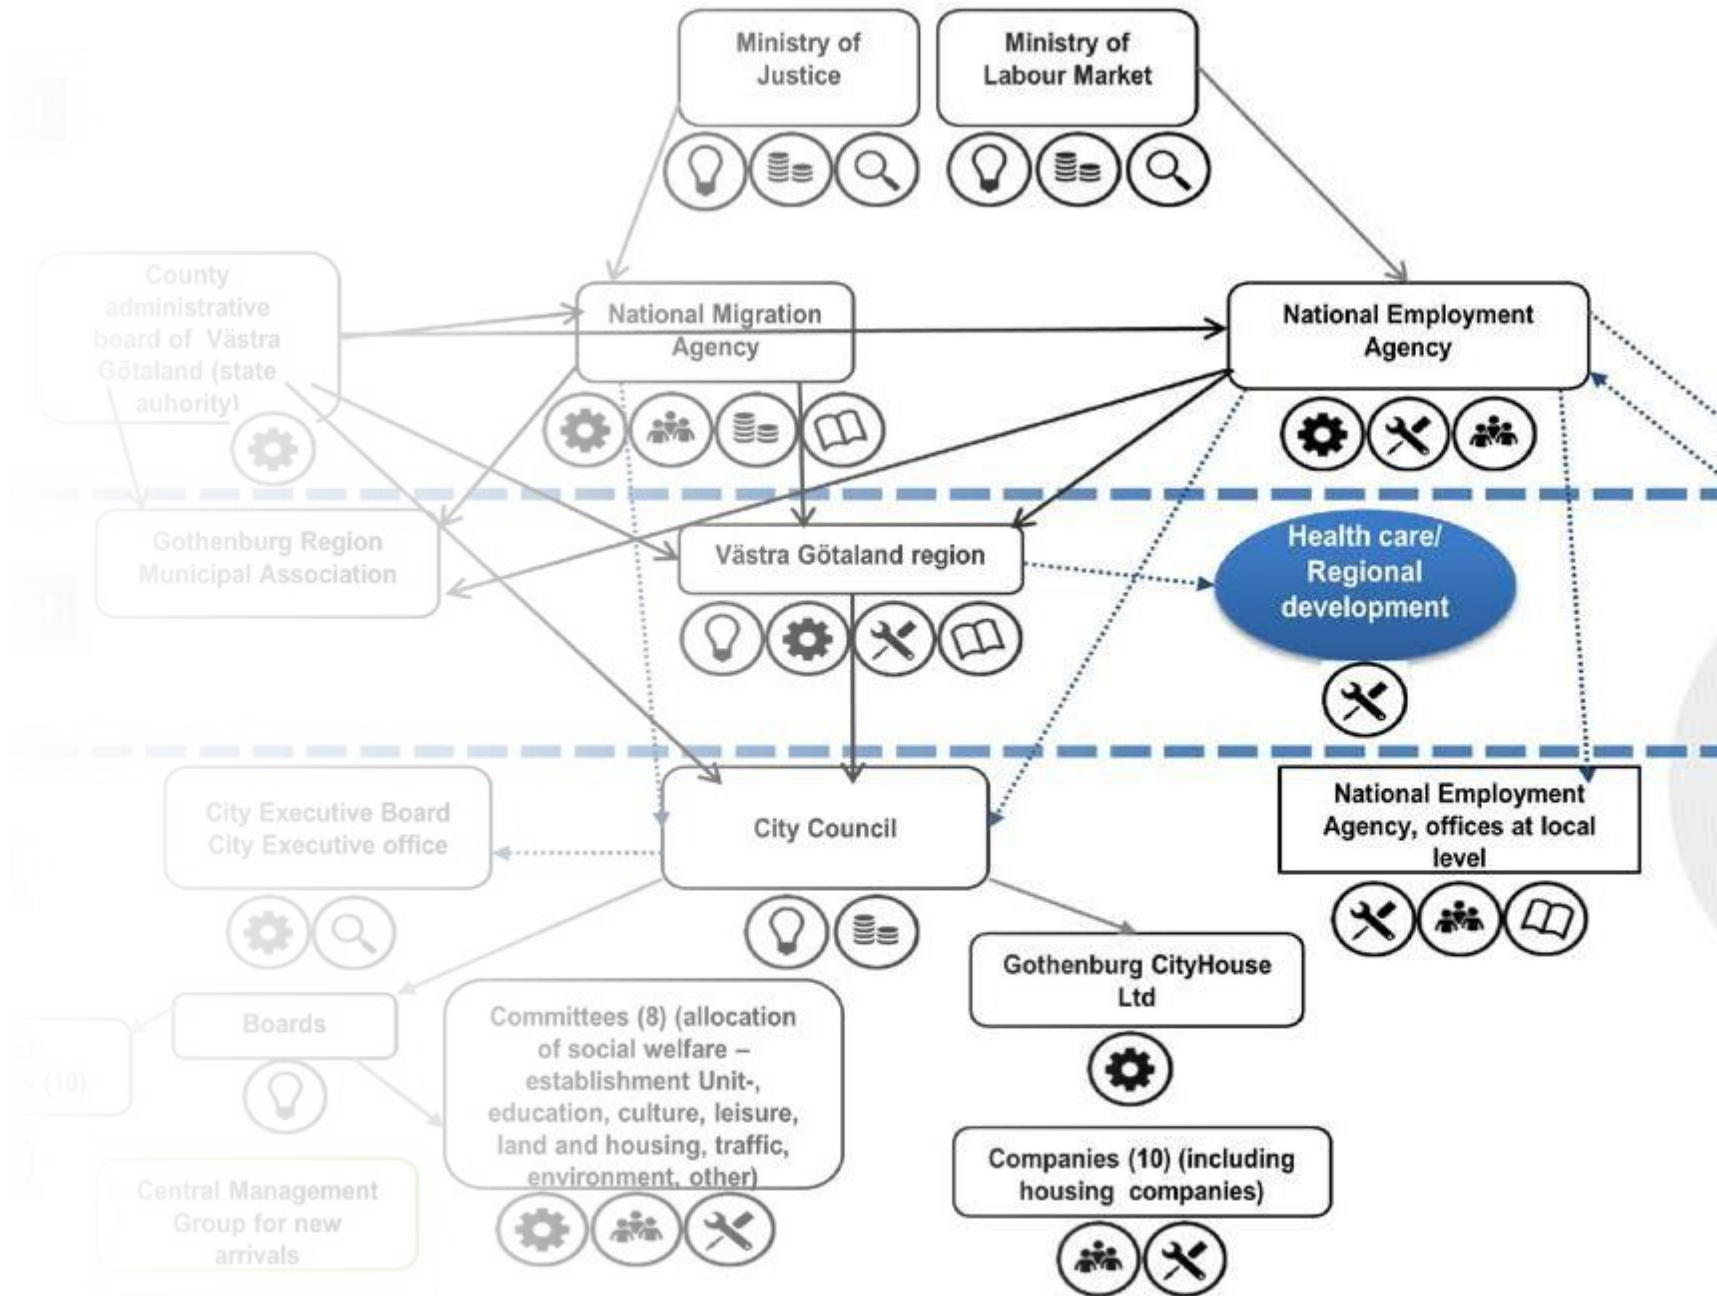 Ministry of
Justice
Ministry of
Labour Market
County
administrative
board of Västra
Götaland (state
auhority)
National Migration
Agency
National Employment
Agency
Gothenburg Region
Municipal Association
Västra Götaland region
Health care/
Regional
development
City Executive Board
City Executive office
City Council
National Employment
Agency, offices at local
level
Gothenburg CityHouse
Ltd
Boards
Committees (8) (allocation
of social welfare –
establishment Unit-,
education, culture, leisure,
land and housing, traffic,
environment, other)
(10)
Companies (10) (including
housing companies)
Central Management
Group for new
arrivals